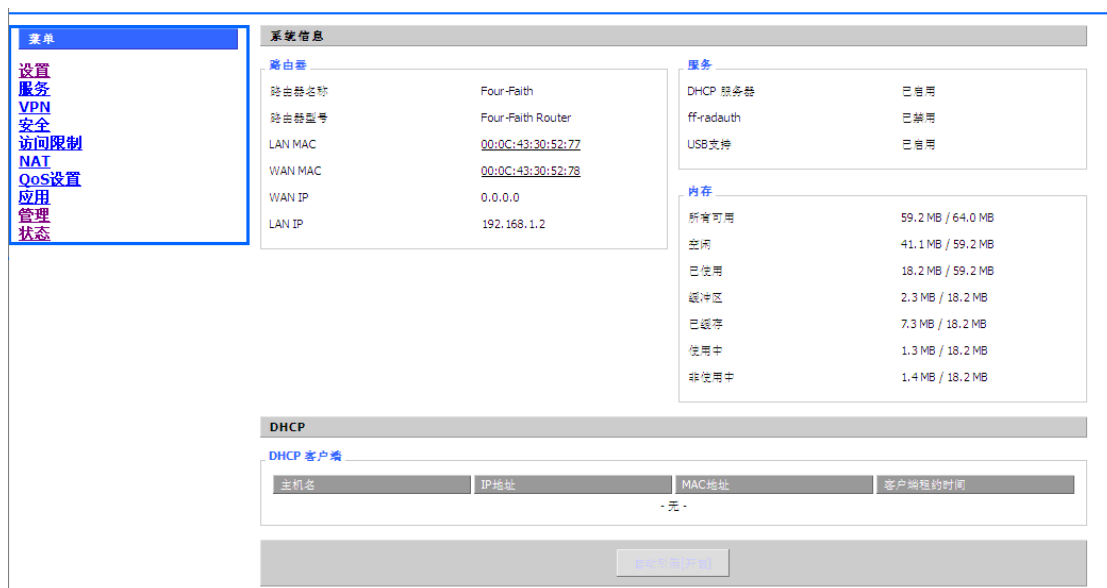 菜单
设置
服务
VPN
安全
访问限制
NAT
QoS设置
应用
管理
状态
系统信息
路由器
路由器名称 Four-Faith
路由器型号 Four-Faith Router
LAN MAC 00:0C:43:30:52:77
WAN MAC 00:0C:43:30:52:78
WAN IP 0.0.0.0
LAN IP 192.168.1.2
服务
DHCP 服务器 已启用
ff-radauth 已禁用
USB支持 已启用
内存
所有可用 59.2 MB / 64.0 MB
空闲 41.1 MB / 59.2 MB
已使用 18.2 MB / 59.2 MB
缓冲区 2.3 MB / 18.2 MB
已缓存 7.3 MB / 18.2 MB
使用中 1.3 MB / 18.2 MB
非使用中 1.4 MB / 18.2 MB
DHCP
DHCP 客户端
主机名 IP地址 MAC地址 客户端租约时间
- 无 -